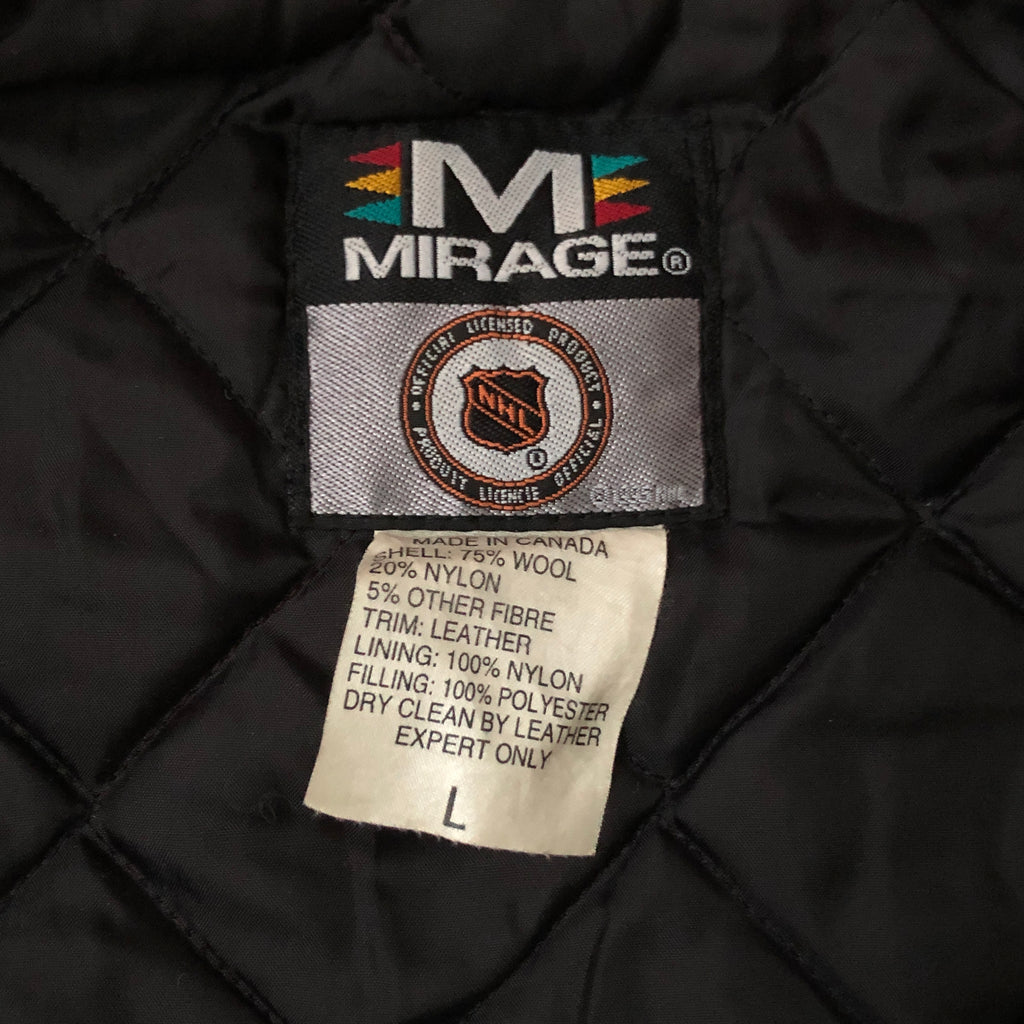 M
MIRAGE®
OFFICIAL LICENSED PRODUCT
NHL
®
PRODUIT LICENCIE OFFICIEL
MADE IN CANADA
SHELL: 75% WOOL
20% NYLON
5% OTHER FIBRE
TRIM: LEATHER
LINING: 100% NYLON
FILLING: 100% POLYESTER
DRY CLEAN BY LEATHER
EXPERT ONLY
L